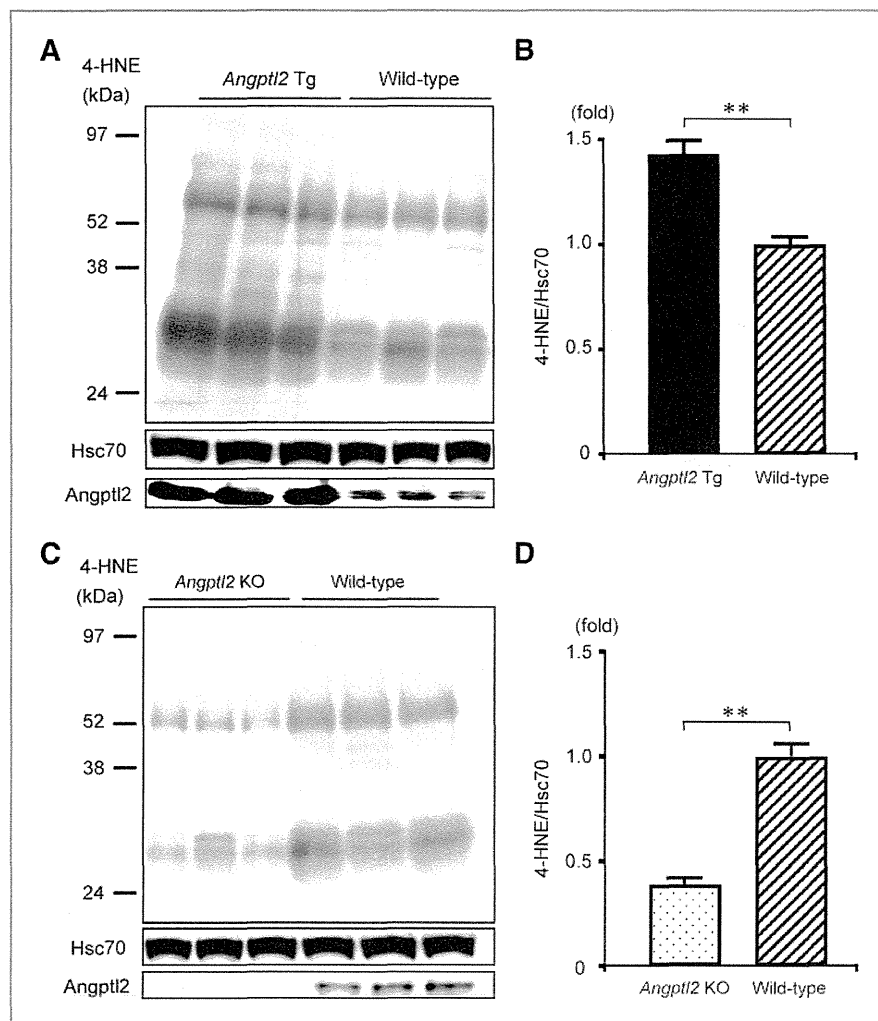 A
4-HNE
(kDa)
Angptl2 Tg
Wild-type
97
52
38
24
Hsc70
Angptl2
B
(fold)
**
1.5
1.0
0.5
0
4-HNE/Hsc70
Angptl2 Tg
Wild-type
C
4-HNE
(kDa)
Angptl2 KO
Wild-type
97
52
38
24
Hsc70
Angptl2
D
(fold)
1.5
**
1.0
0.5
0
4-HNE/Hsc70
Angptl2 KO
Wild-type